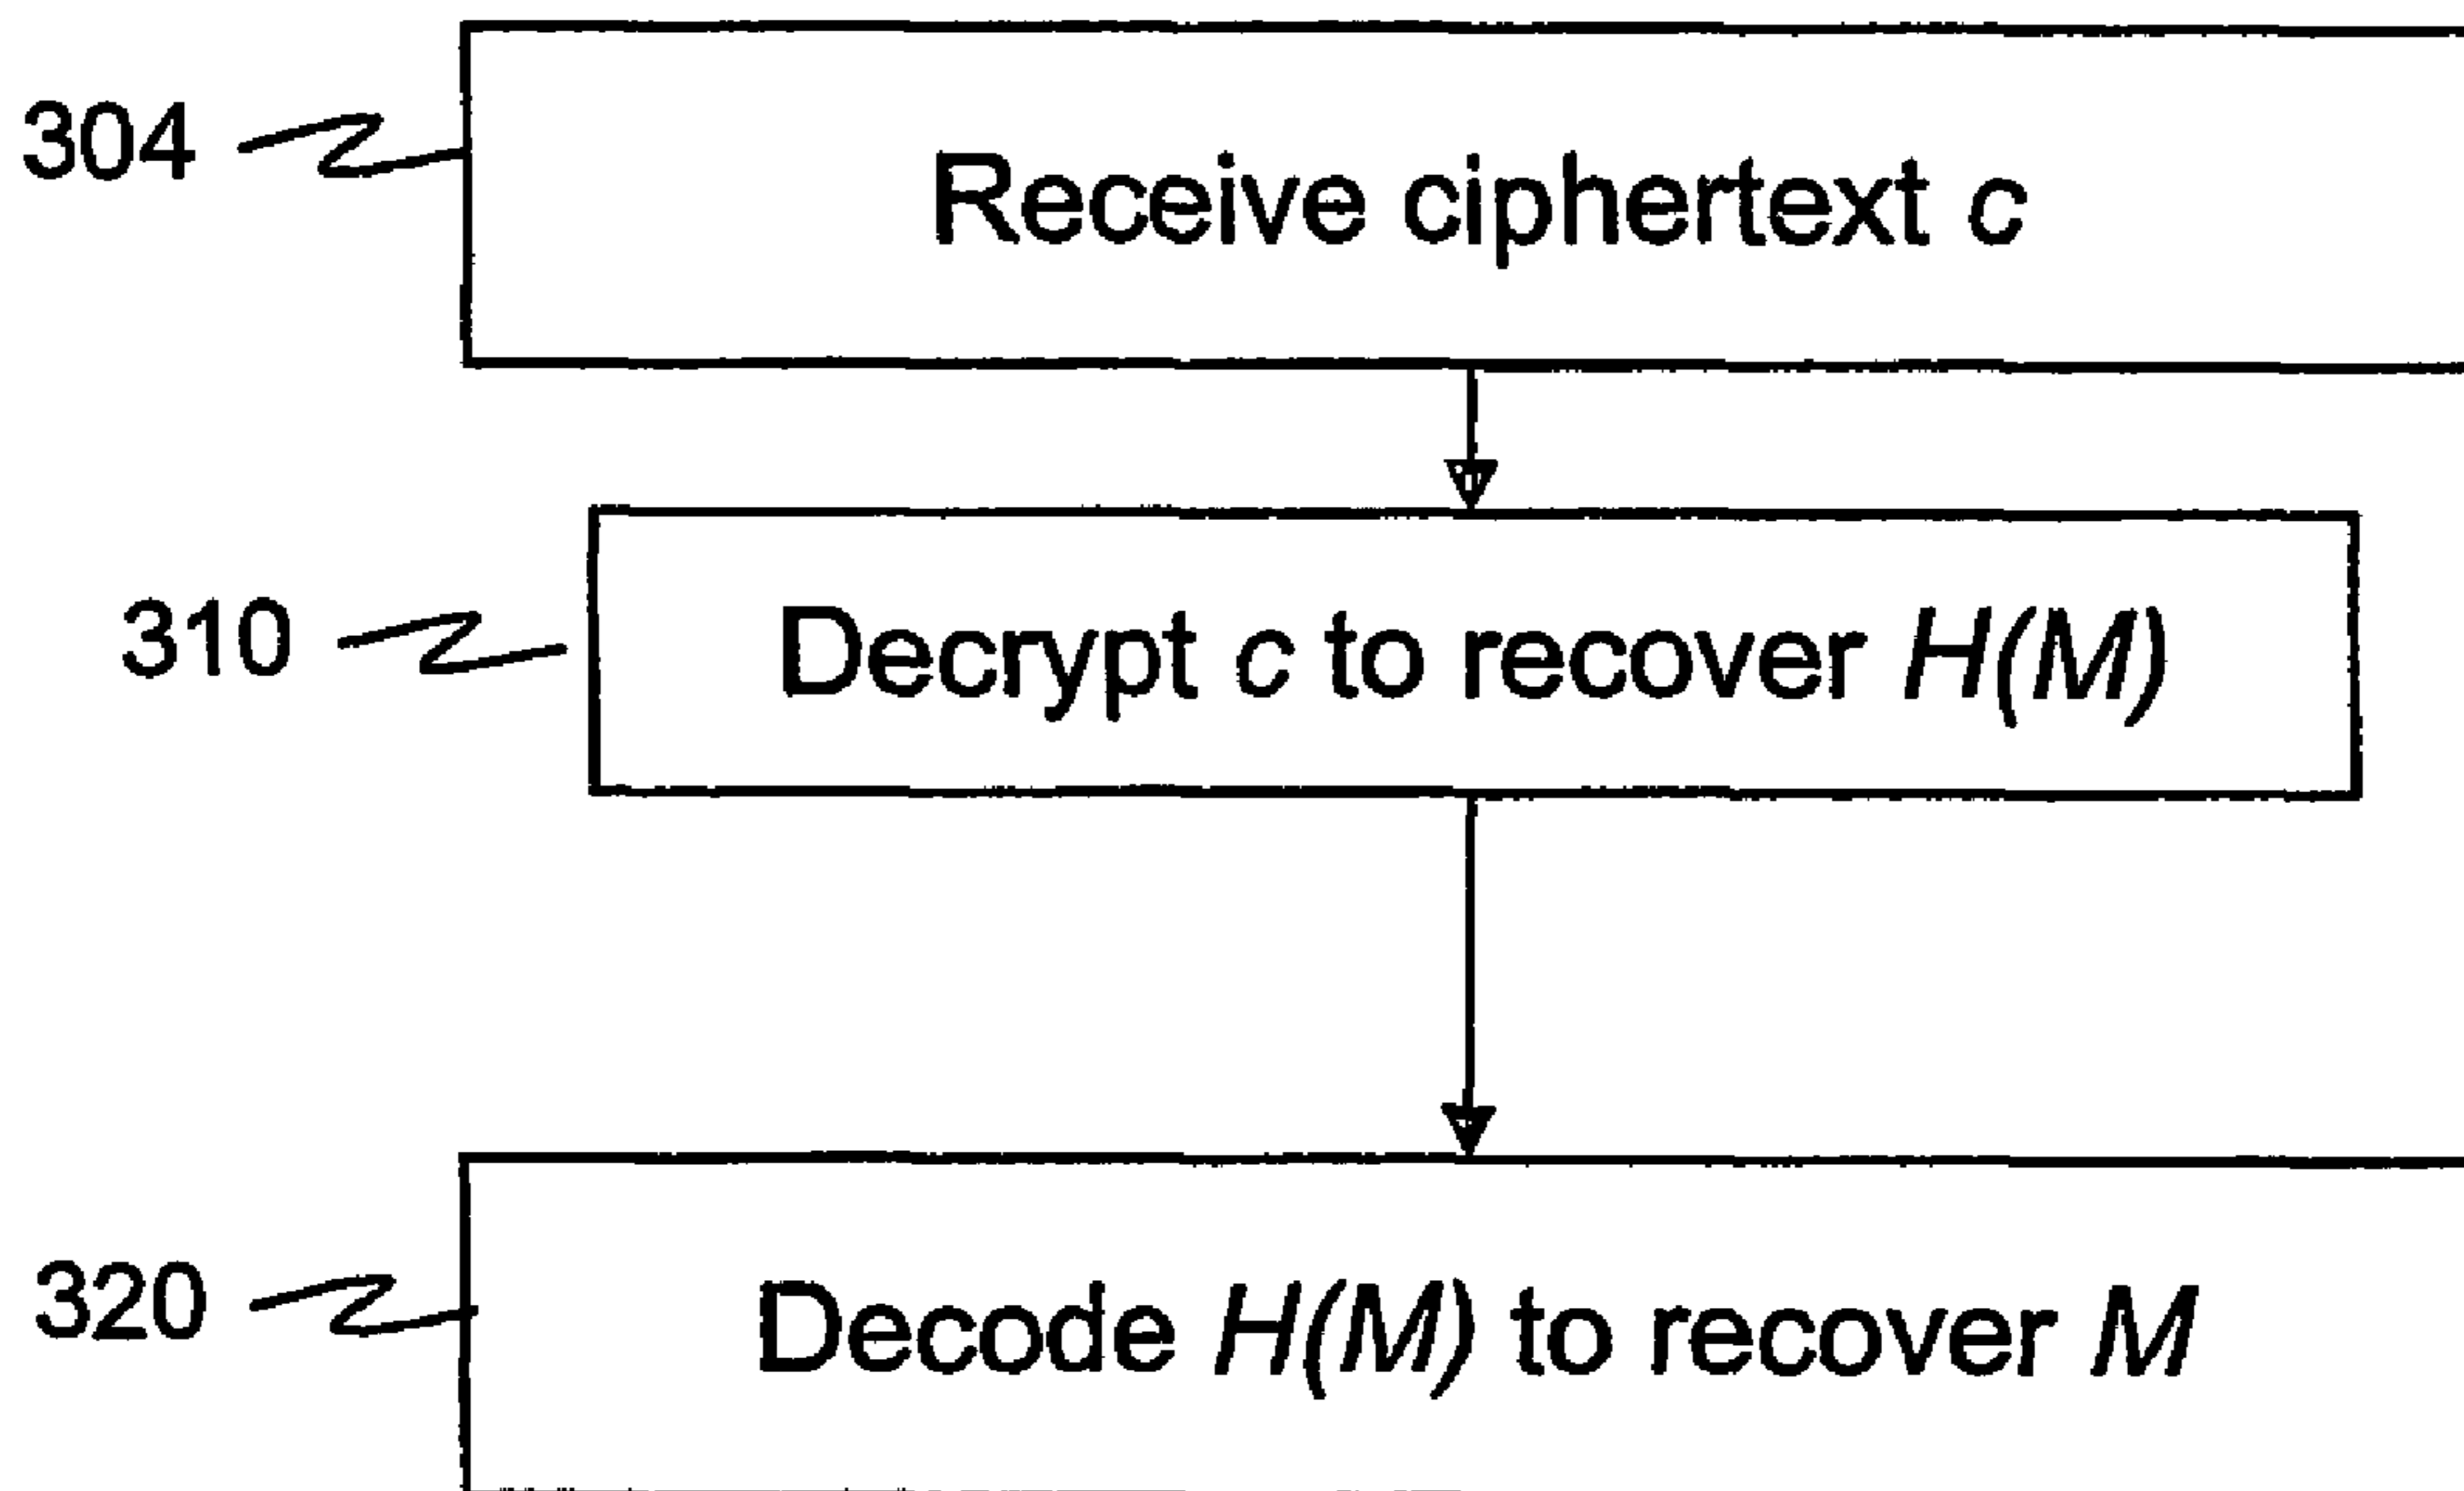 304
Receive ciphertext c
310
Decrypt c to recover H(M)
320
Decode H(M) to recover M